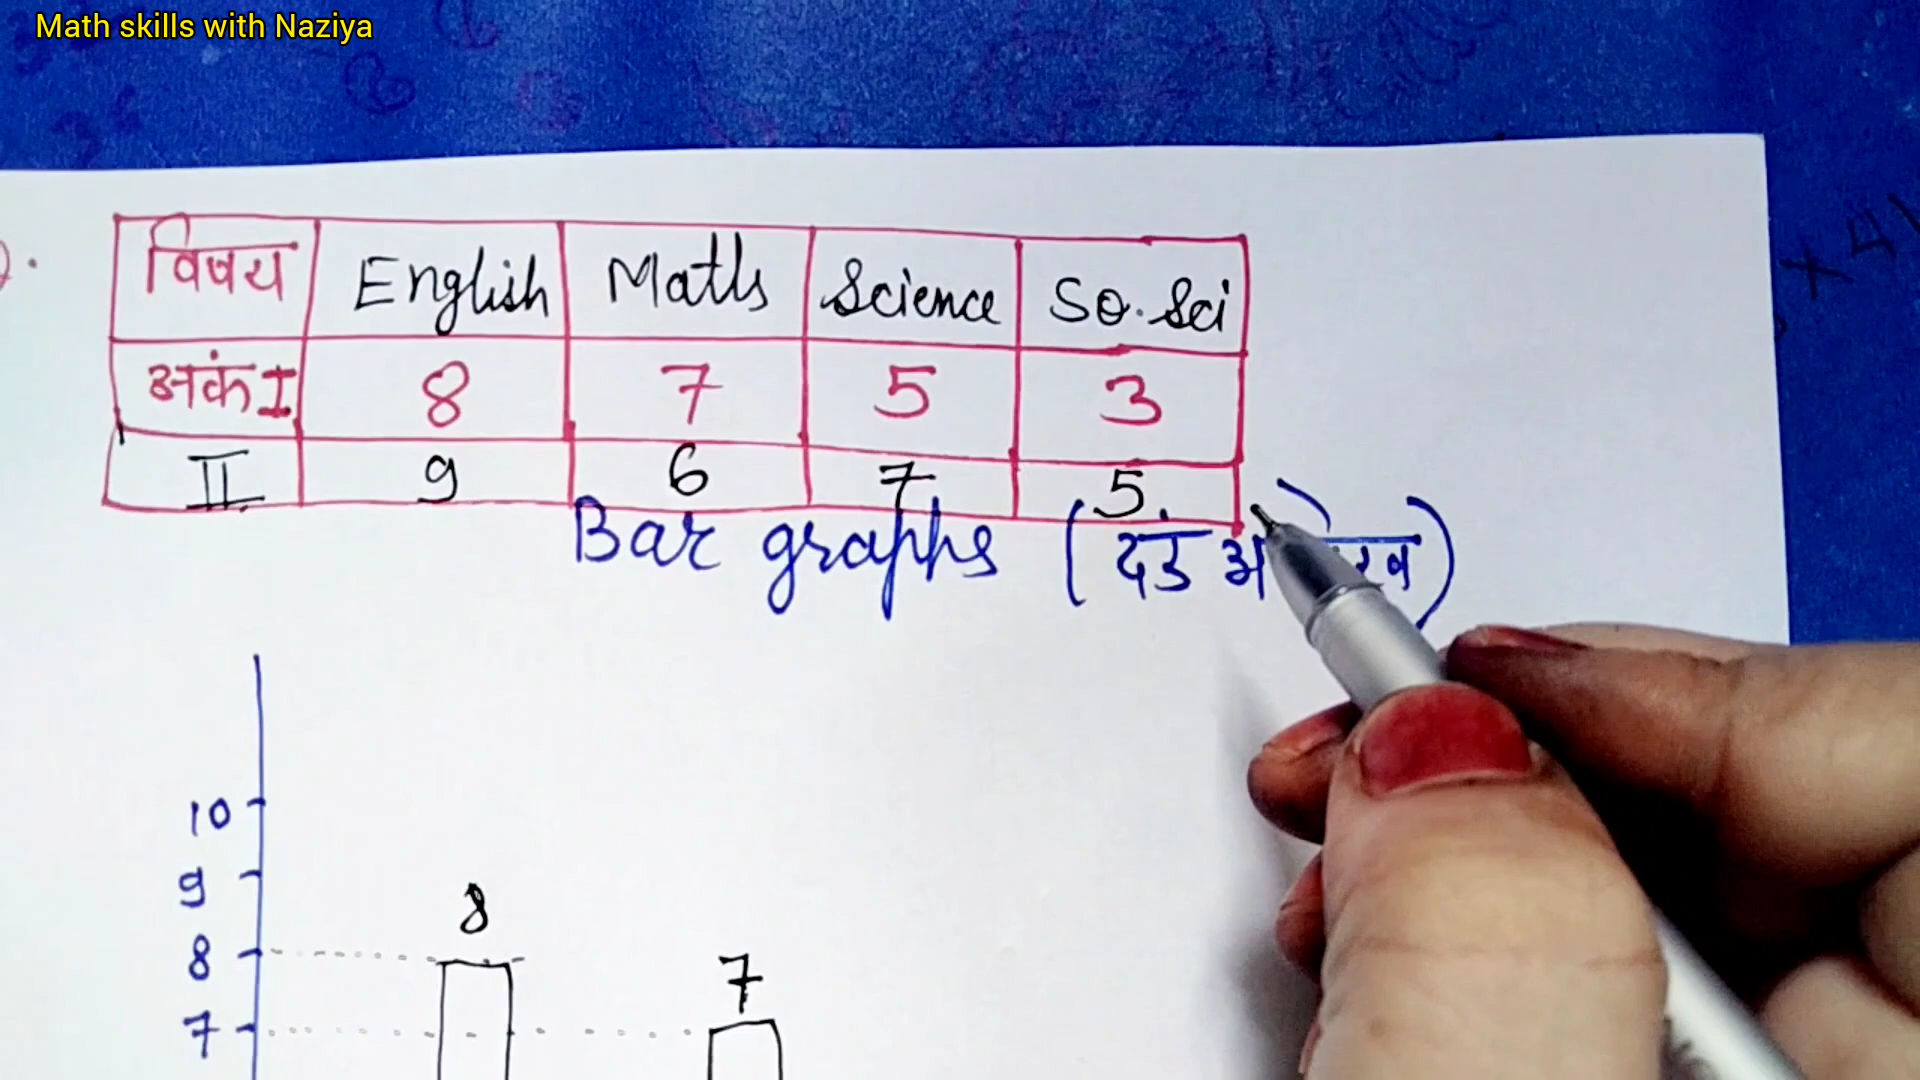 Math skills with Naziya
विषय English Maths Science So. Sci
अंक I 8 7 5 3
II 9 6 7 5.
Bar graphs (दंड
10
9
8
8
7
7